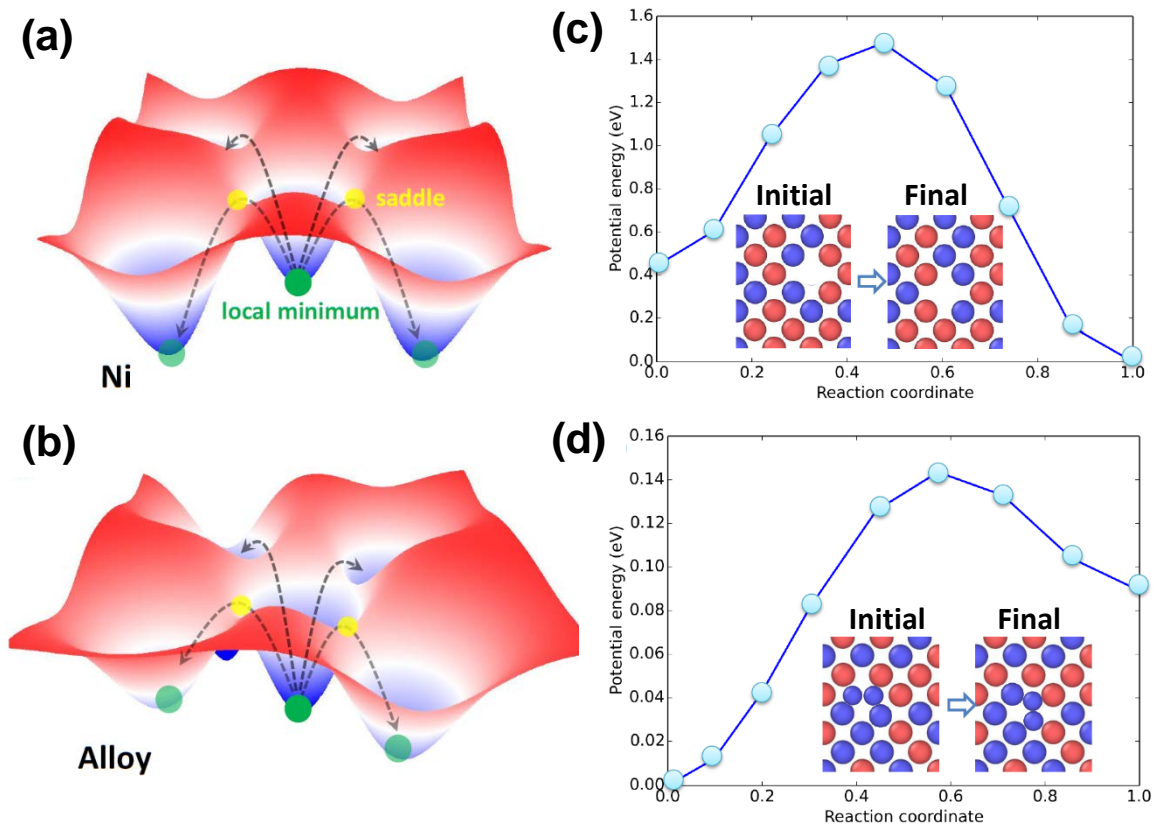 (a)
saddle
local minimum
Ni
(b)
Alloy
(c)
Potential energy (eV)
1.6
1.4
1.2
1.0
0.8
0.6
0.4
0.2
0.0
Initial Final
0.0 0.2 0.4 0.6 0.8 1.0
Reaction coordinate
(d)
Potential energy (eV)
0.16
0.14
0.12
0.10
0.08
0.06
0.04
0.02
0.00
Initial Final
0.0 0.2 0.4 0.6 0.8 1.0
Reaction coordinate